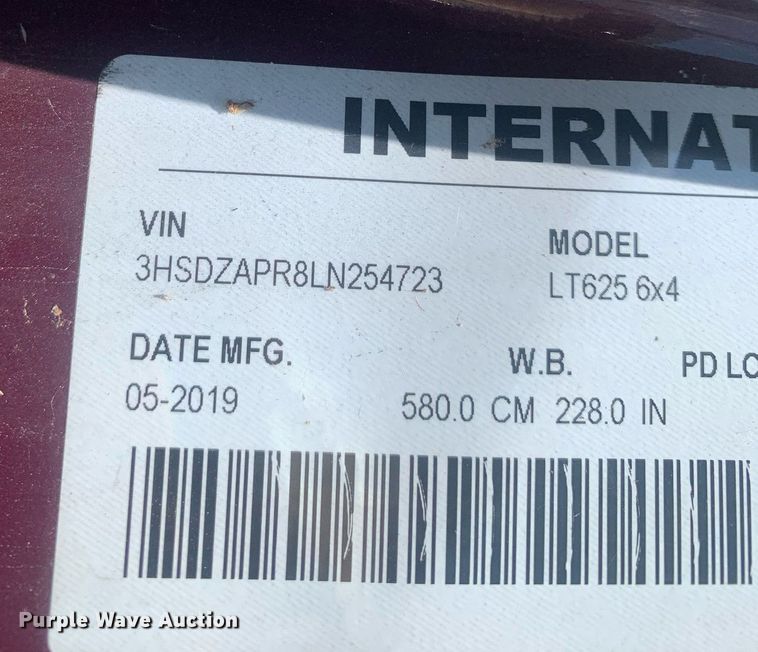 INTERNAT
VIN
3HSDZAPR8LN254723
MODEL
LT625 6x4
DATE MFG.
05-2019
W.B.
580.0 CM 228.0 IN
PD LC
Purple Wave Auction